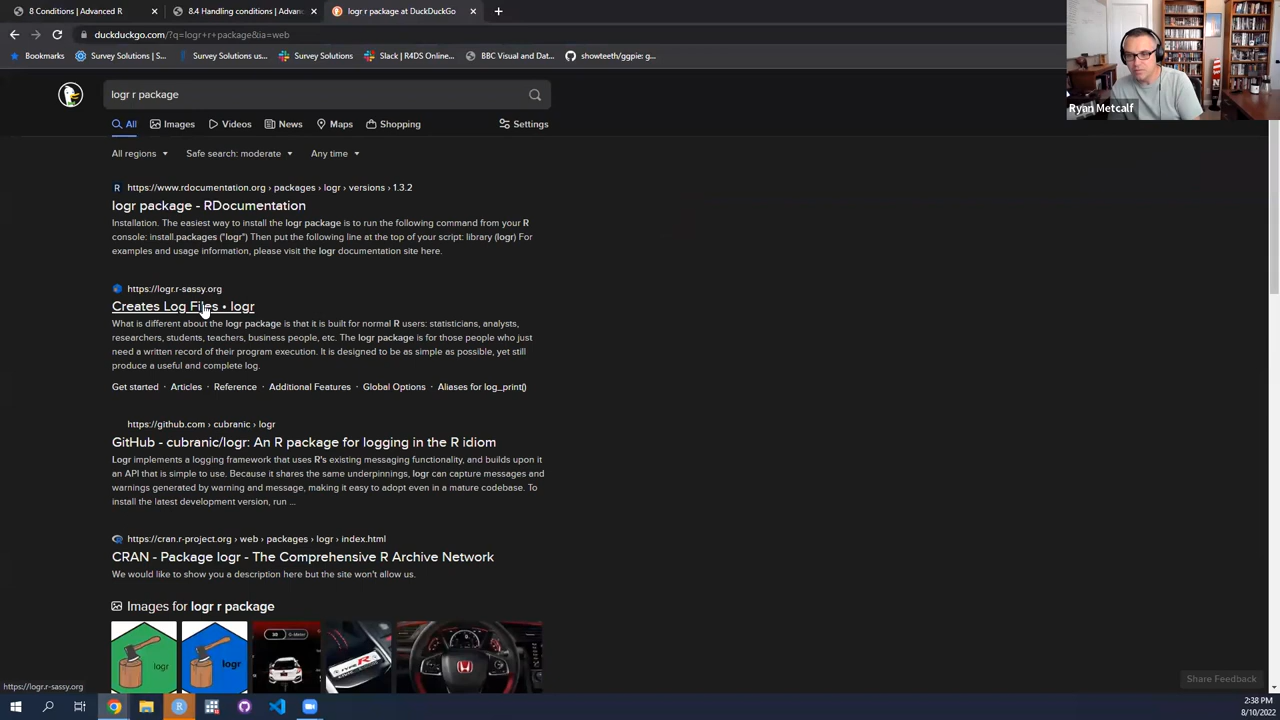 8 Conditions | Advanced R
8.4 Handling conditions | Advanc
logr r package at DuckDuckGo
duckduckgo.com/?q=logr+r+package&ia=web
Bookmarks
Survey Solutions | S...
Survey Solutions us...
Survey Solutions
Slack | R4DS Online...
BBC Visual and Dat...
showteeth/ggpie: g...
Ryan Metcalf
logr r package
All
Images
Videos
News
Maps
Shopping
Settings
All regions
Safe search: moderate
Any time
https://www.rdocumentation.org › packages › logr › versions › 1.3.2
logr package - RDocumentation
Installation. The easiest way to install the logr package is to run the following command from your R
console: install.packages ("logr") Then put the following line at the top of your script: library (logr) For
examples and usage information, please visit the logr documentation site here.
https://logr.r-sassy.org
Creates Log Files • logr
What is different about the logr package is that it is built for normal R users: statisticians, analysts,
researchers, students, teachers, business people, etc. The logr package is for those people who just
need a written record of their program execution. It is designed to be as simple as possible, yet still
produce a useful and complete log.
Get started · Articles · Reference · Additional Features · Global Options · Aliases for log_print()
https://github.com › cubranic › logr
GitHub - cubranic/logr: An R package for logging in the R idiom
Logr implements a logging framework that uses R's existing messaging functionality, and builds upon it
an API that is simple to use. Because it shares the same underpinnings, logr can capture messages and
warnings generated by warning and message, making it easy to adopt even in a mature codebase. To
install the latest development version, run ...
https://cran.r-project.org › web › packages › logr › index.html
CRAN - Package logr - The Comprehensive R Archive Network
We would like to show you a description here but the site won't allow us.
Images for logr r package
logr
logr
Share Feedback
https://logr.r-sassy.org
2:38 PM
8/10/2022